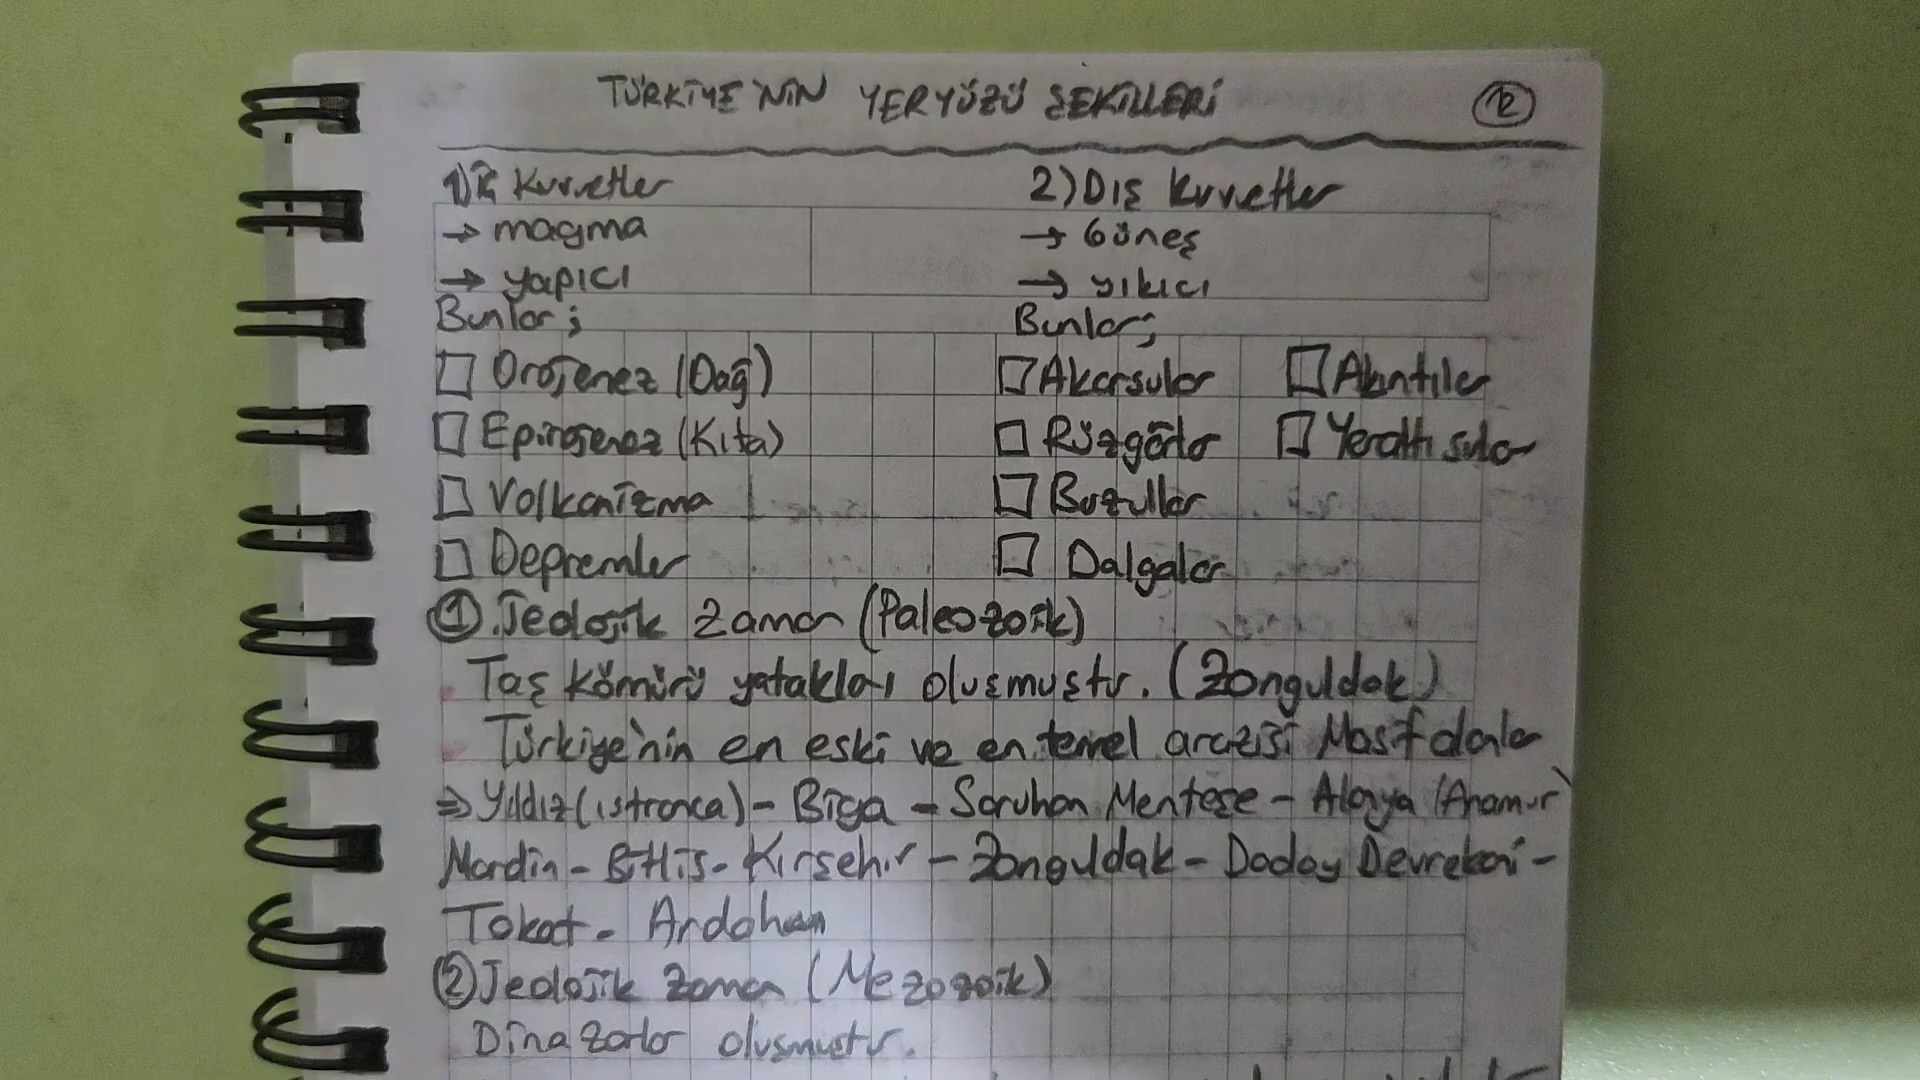 TÜRKİYE'NİN YERYÜZÜ ŞEKİLLERİ 12
1) İç Kuvvetler 2) Dış kuvvetler
→ magma → Güneş
→ yapıcı → yıkıcı
Bunlar; Bunlar;
□ Orojenez (Dağ) □ Akarsular □ Akıntılar
□ Epirojenez (Kıta) □ Rüzgârlar □ Yeraltı suları
□ Volkanizma □ Buzullar
□ Depremler □ Dalgalar
① Jeolojik Zaman (Paleozoik)
Taş kömürü yatakları oluşmuştur. (Zonguldak)
Türkiye'nin en eski ve en temel arazisi Masif
⇒ Yıldız (ıstranca) - Biga - Saruhan Menteşe - Alanya (Anamur)
Mardin - Bitlis - Kırşehir - Zonguldak - Daday Devrekani -
Tokat - Ardahan
② Jeolojik Zaman (Mezozoik)
Dinazorlar oluşmuştur.